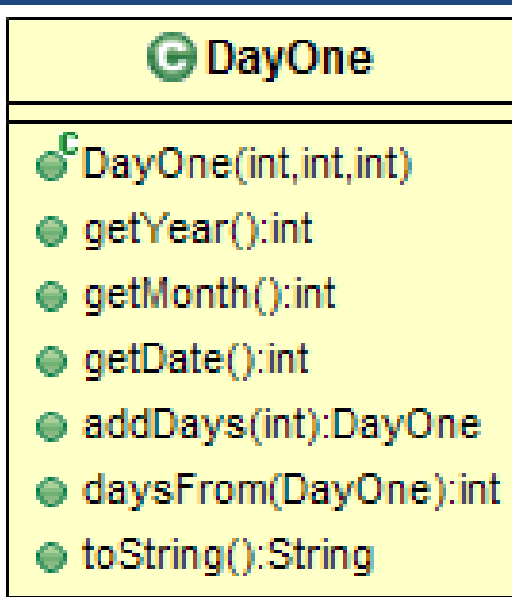 C DayOne
C DayOne(int,int,int)
getYear():int
getMonth():int
getDate():int
addDays(int):DayOne
daysFrom(DayOne):int
toString():String